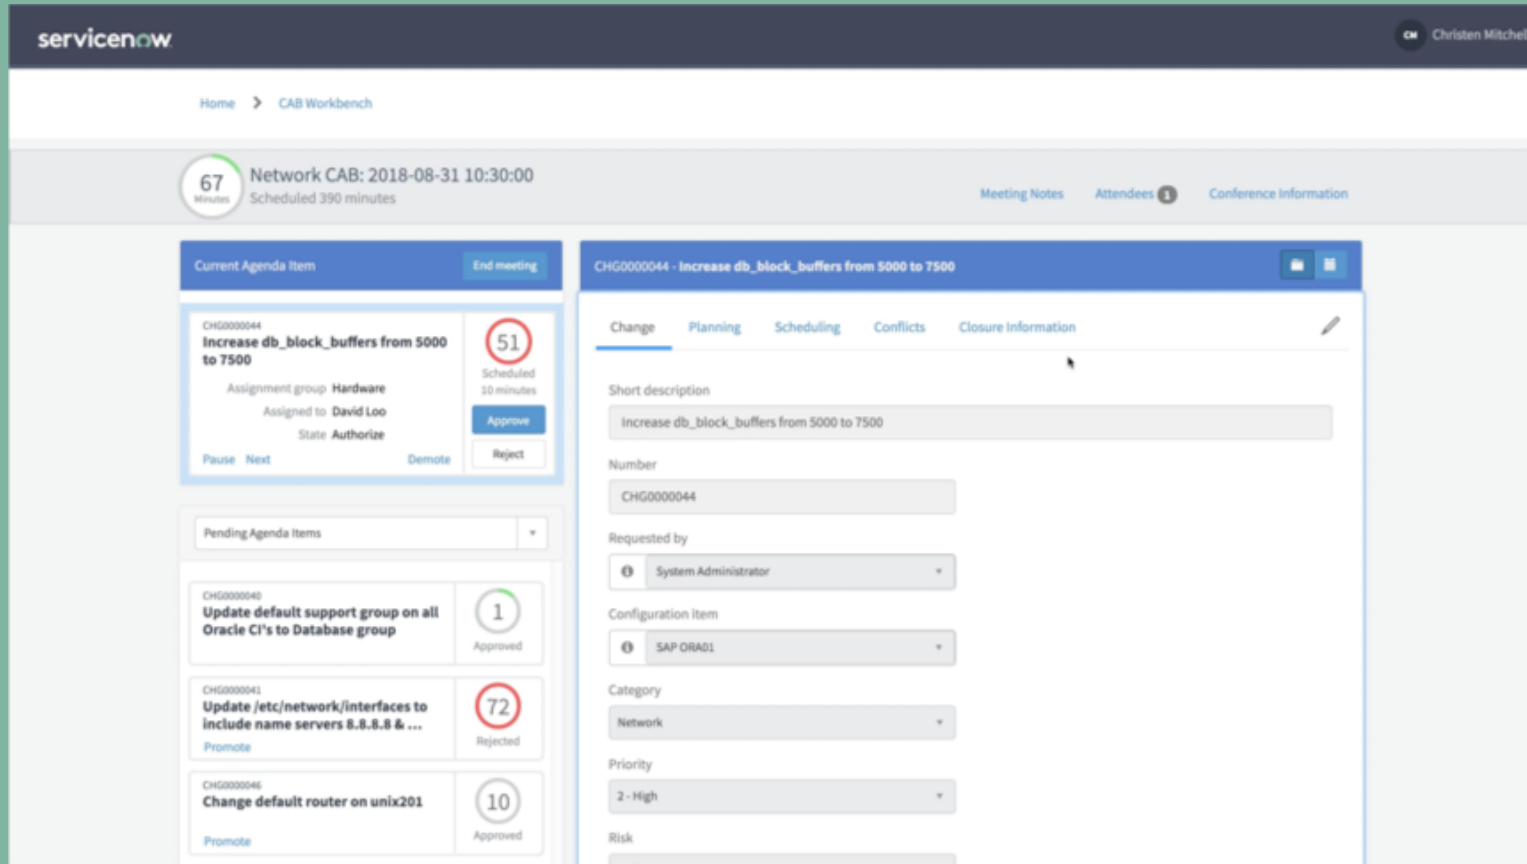 servicenow
CM Christen Mitchell
Home > CAB Workbench
67
Minutes
Network CAB: 2018-08-31 10:30:00
Scheduled 390 minutes
Meeting Notes
Attendees 1
Conference Information
Current Agenda Item
End meeting
CHG0000044
Increase db_block_buffers from 5000
to 7500
Assignment group Hardware
Assigned to David Loo
State Authorize
Pause Next Demote
51
Scheduled
10 minutes
Approve
Reject
Pending Agenda Items
CHG0000040
Update default support group on all
Oracle CI's to Database group
1
Approved
CHG0000041
Update /etc/network/interfaces to
include name servers 8.8.8.8 & ...
Promote
72
Rejected
CHG0000046
Change default router on unix201
Promote
10
Approved
CHG0000044 - Increase db_block_buffers from 5000 to 7500
Change Planning Scheduling Conflicts Closure Information
Short description
Increase db_block_buffers from 5000 to 7500
Number
CHG0000044
Requested by
System Administrator
Configuration item
SAP ORA01
Category
Network
Priority
2 - High
Risk